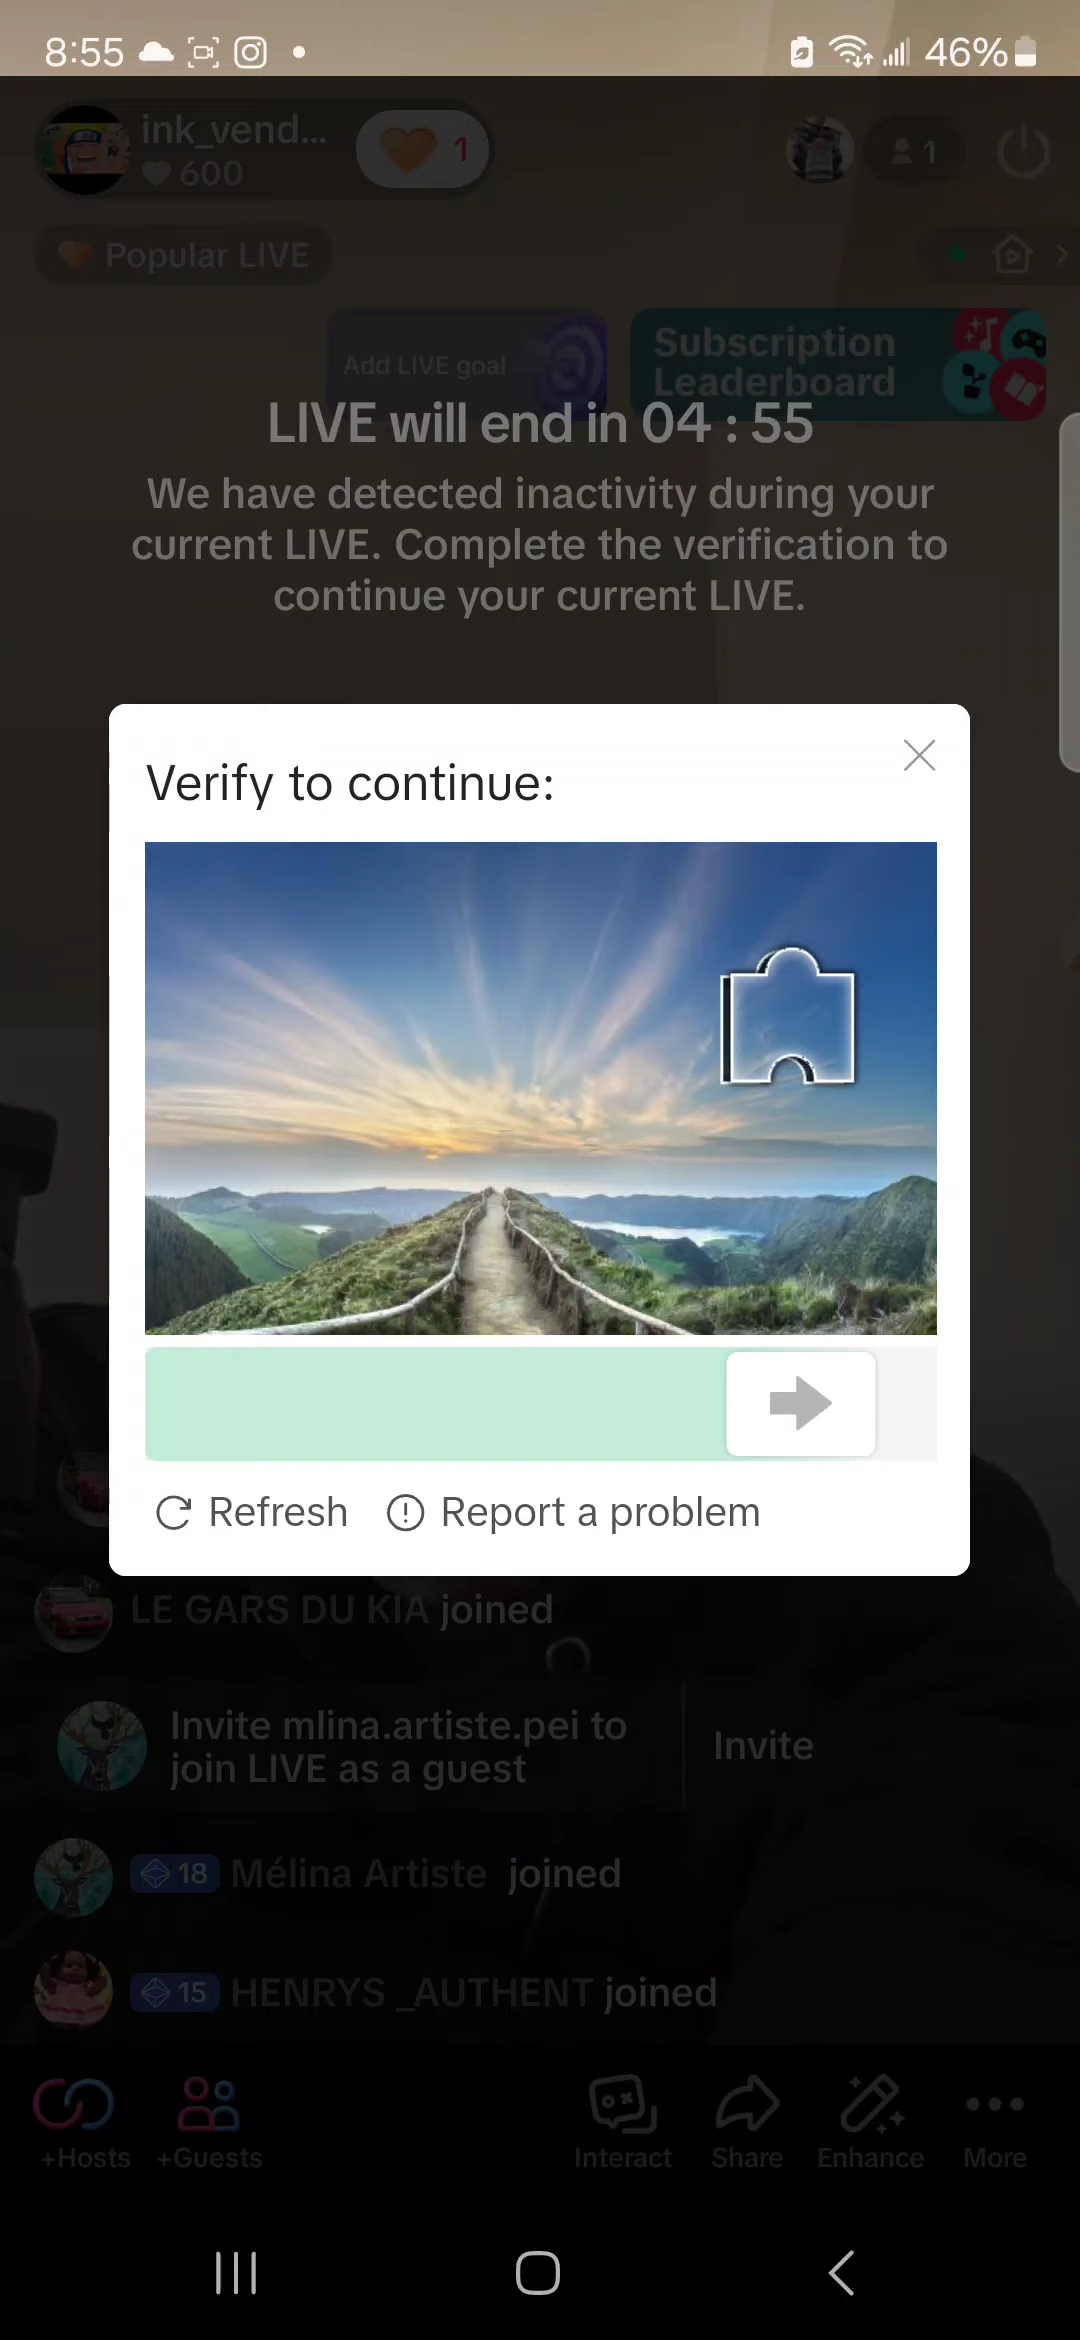 8:55
46%
ink_vend...
600
1
1
Popular LIVE
Add LIVE goal
Subscription
Leaderboard
LIVE will end in 04 : 55
We have detected inactivity during your
current LIVE. Complete the verification to
continue your current LIVE.
Verify to continue:
Refresh
Report a problem
LE GARS DU KIA joined
Invite mlina.artiste.pei to
join LIVE as a guest
Invite
18 Mélina Artiste joined
15 HENRYS _AUTHENT joined
+Hosts
+Guests
Interact
Share
Enhance
More